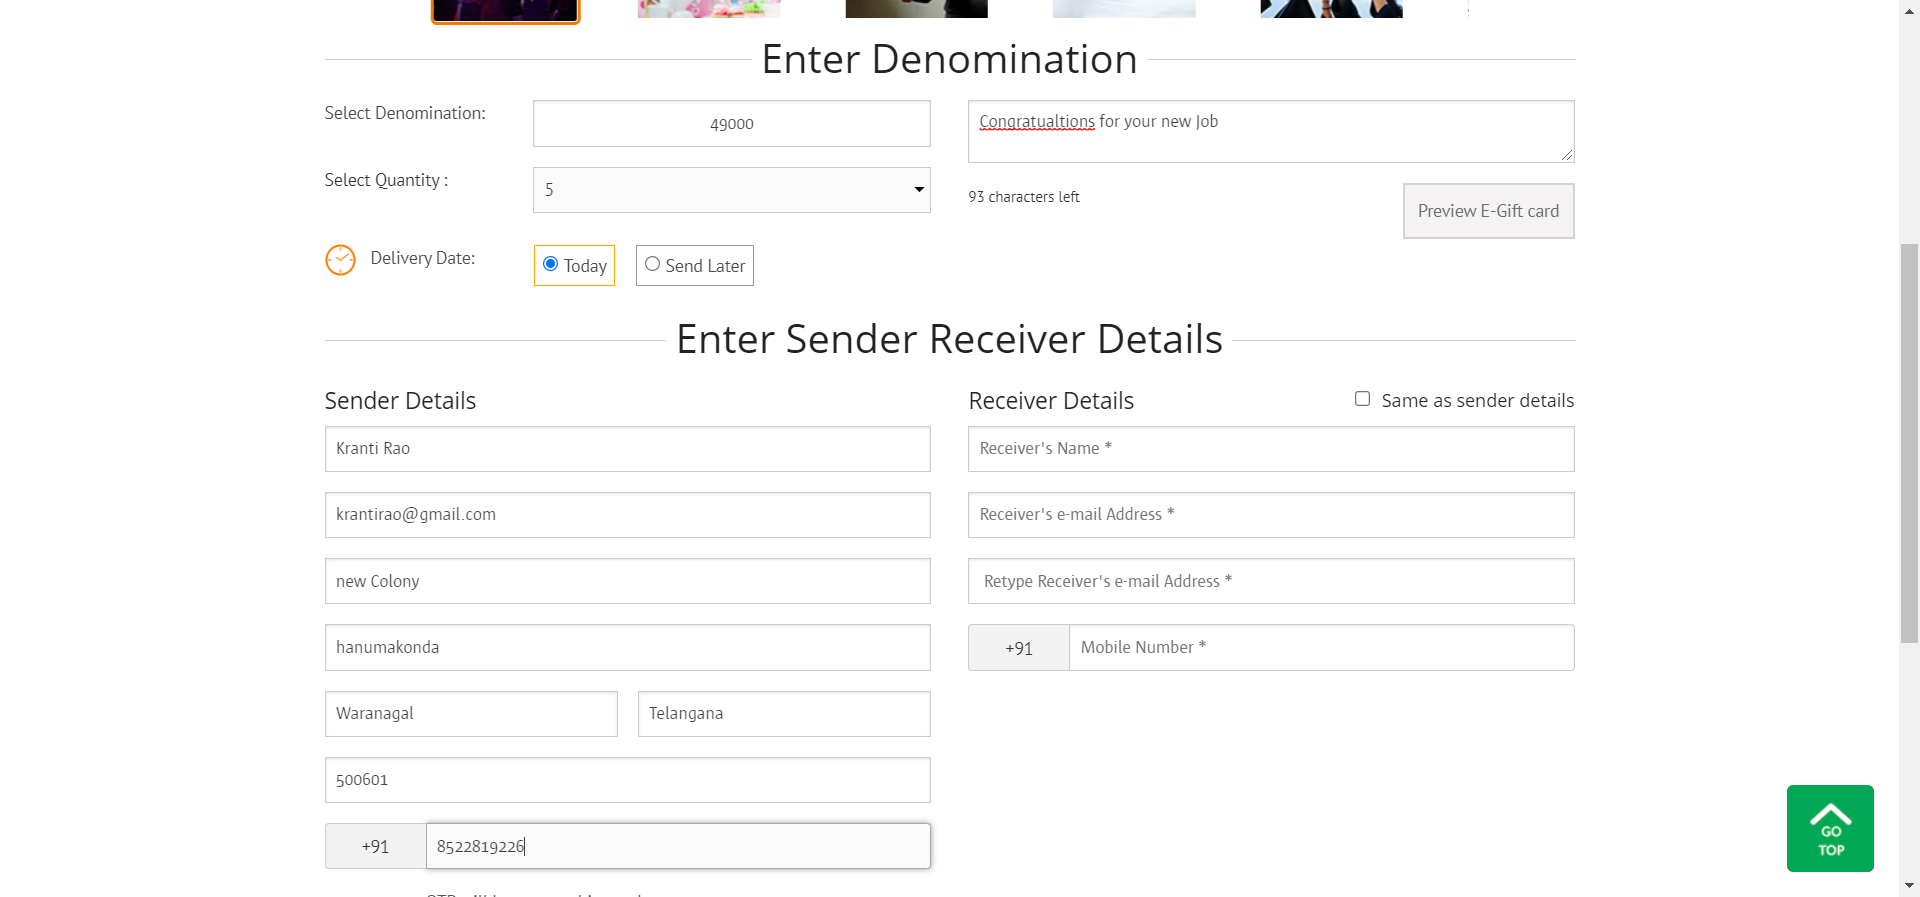 Enter Denomination
Select Denomination:
49000
Congratualtions for your new Job
Select Quantity :
5
93 characters left
Preview E-Gift card
Delivery Date:
Today
Send Later
Enter Sender Receiver Details
Sender Details
Receiver Details
Same as sender details
Kranti Rao
Receiver's Name *
krantirao@gmail.com
Receiver's e-mail Address *
new Colony
Retype Receiver's e-mail Address *
hanumakonda
+91
Mobile Number *
Waranagal
Telangana
500601
+91
8522819226
GO
TOP